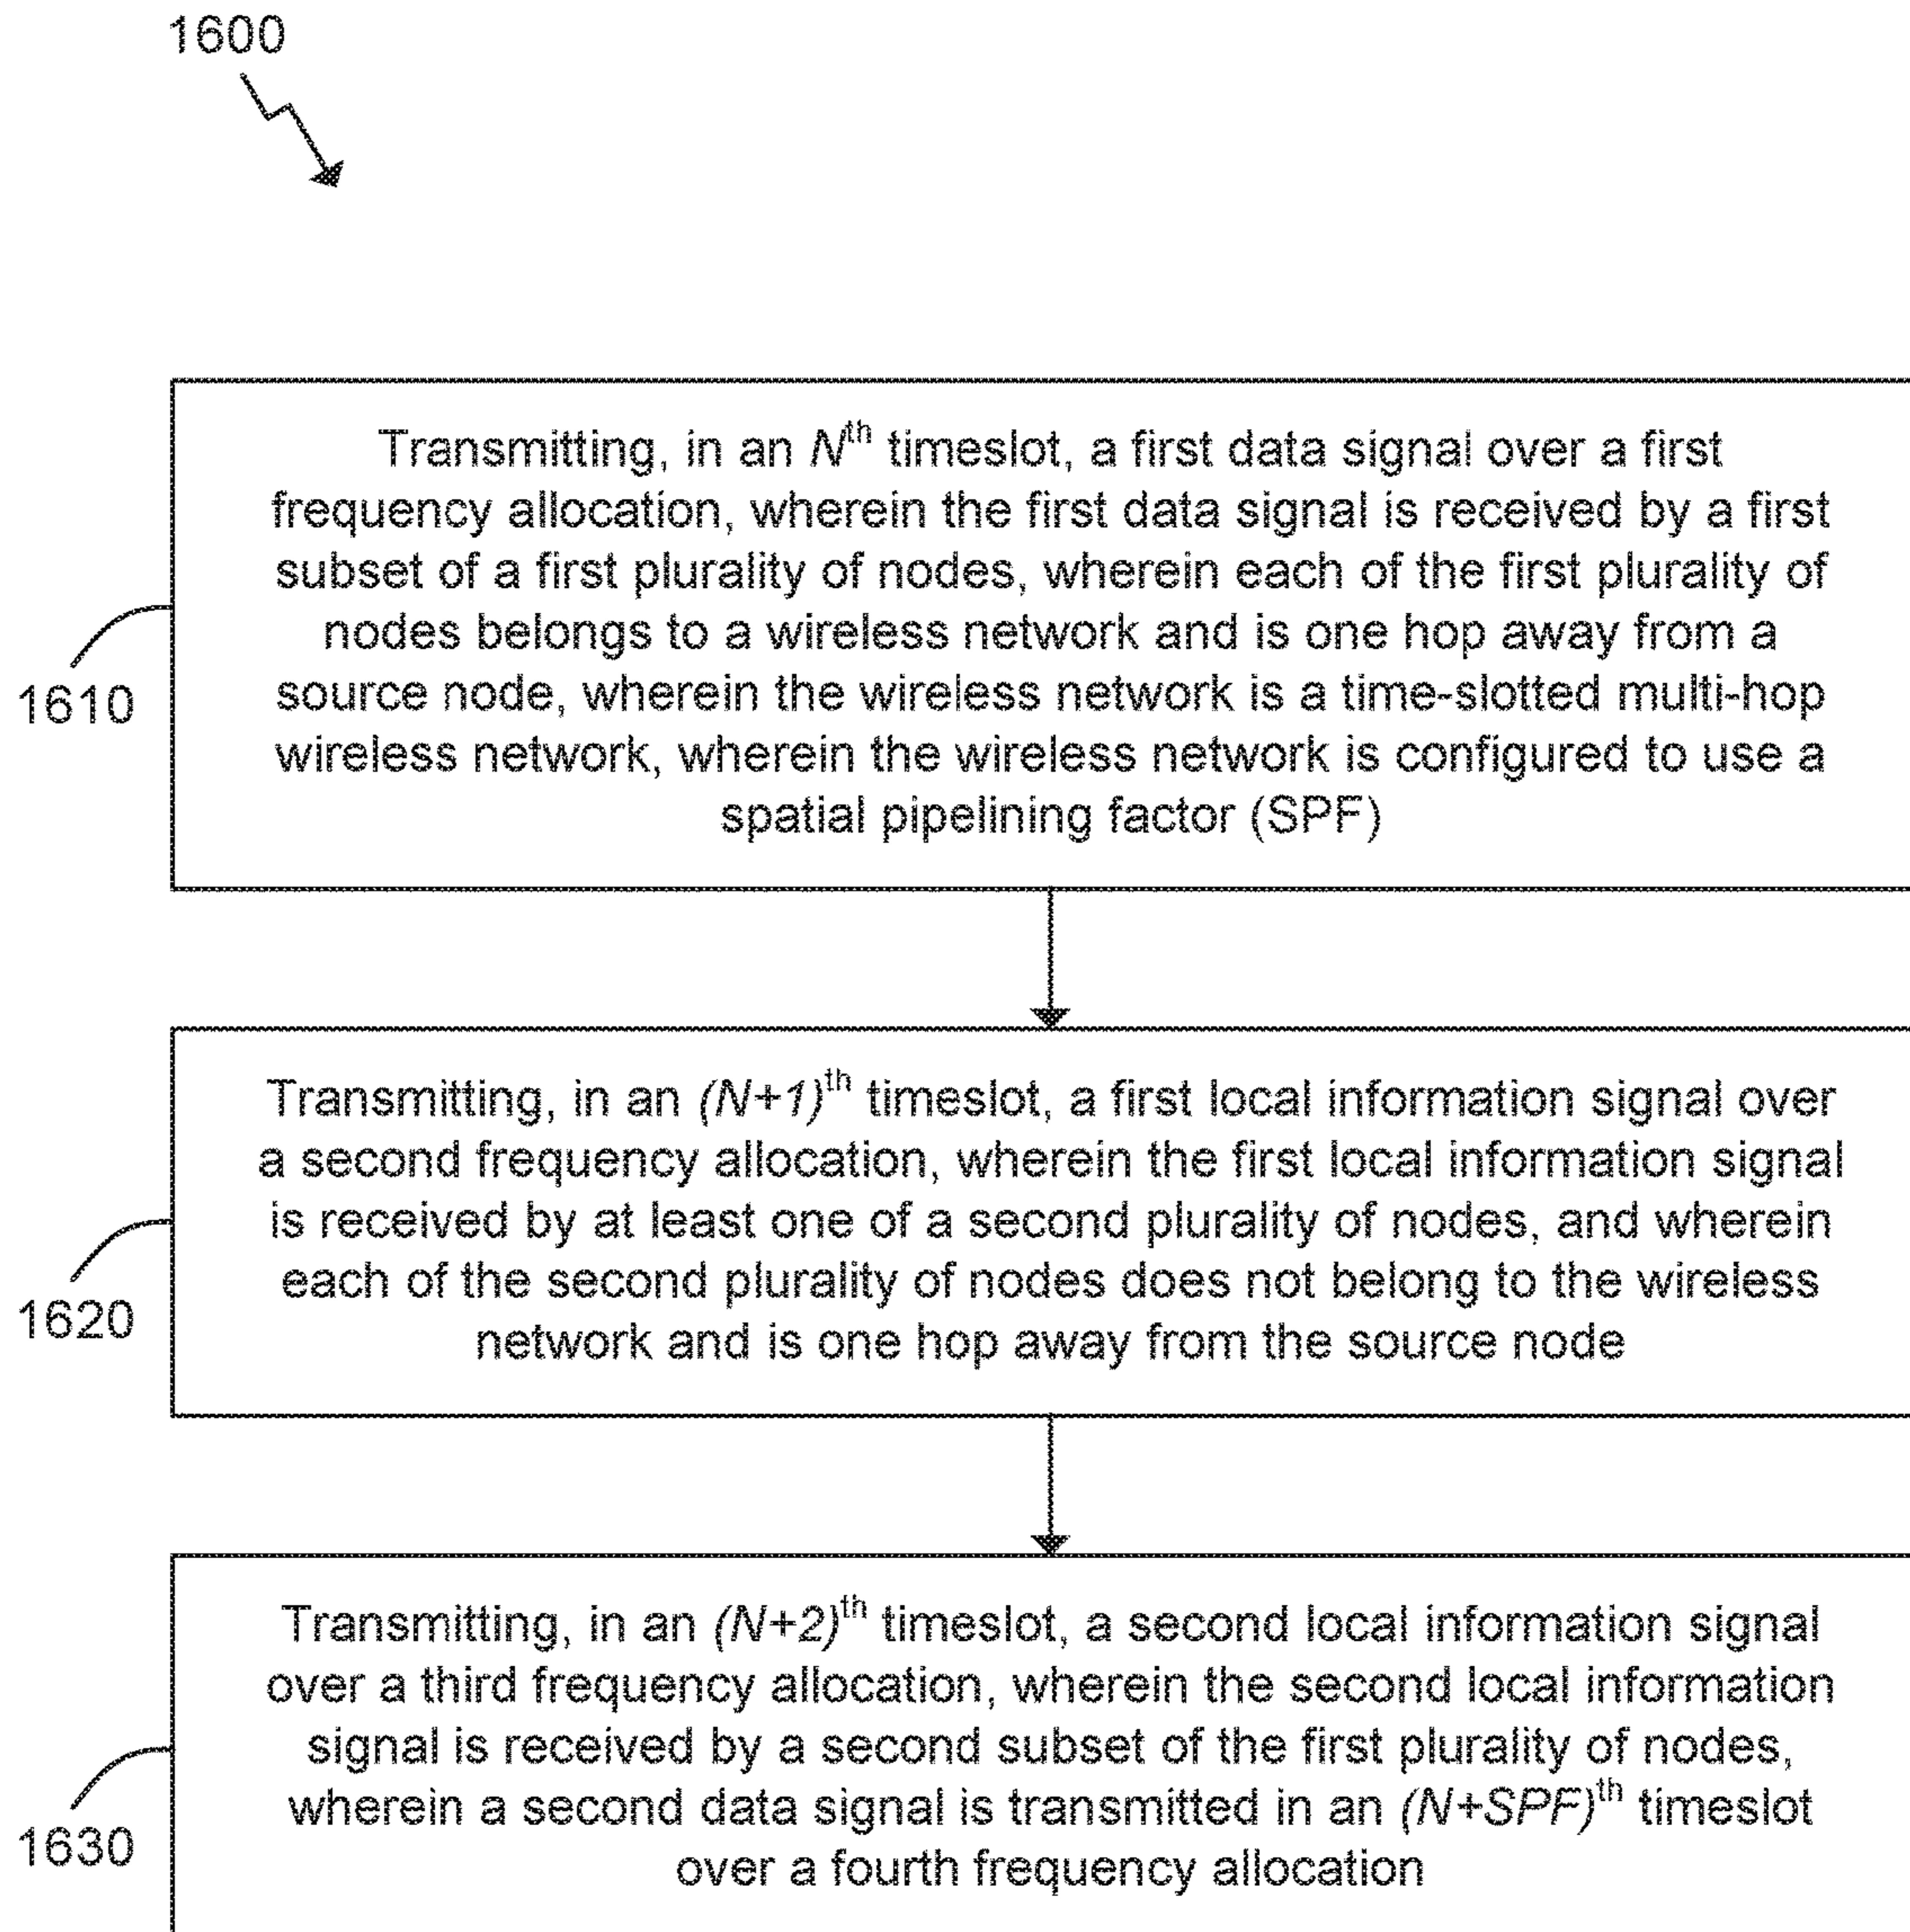 1600
Transmitting, in an Nth timeslot, a first data signal over a first
frequency allocation, wherein the first data signal is received by a first
subset of a first plurality of nodes, wherein each of the first plurality of
nodes belongs to a wireless network and is one hop away from a
source node, wherein the wireless network is a time-slotted multi-hop
wireless network, wherein the wireless network is configured to use a
spatial pipelining factor (SPF)
1610
Transmitting, in an (N+1)th timeslot, a first local information signal over
a second frequency allocation, wherein the first local information signal
is received by at least one of a second plurality of nodes, and wherein
each of the second plurality of nodes does not belong to the wireless
network and is one hop away from the source node
1620
Transmitting, in an (N+2)th timeslot, a second local information signal
over a third frequency allocation, wherein the second local information
signal is received by a second subset of the first plurality of nodes,
wherein a second data signal is transmitted in an (N+SPF)th timeslot
over a fourth frequency allocation
1630